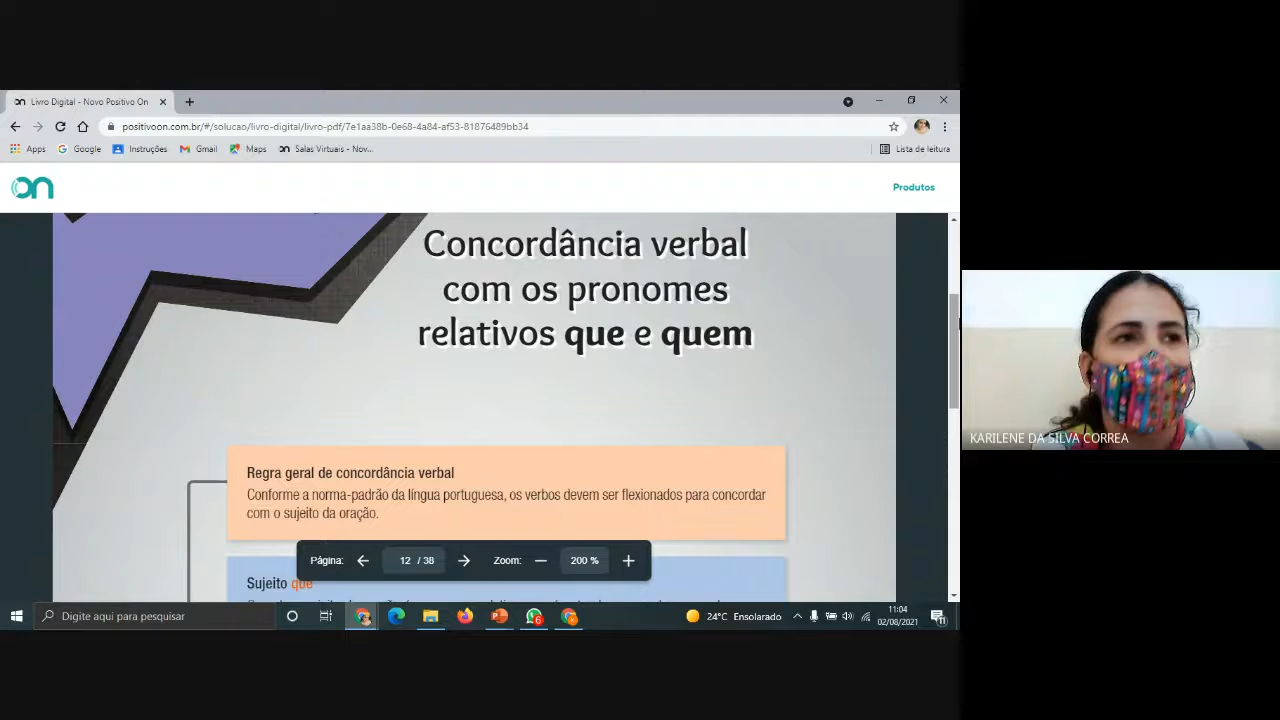 Livro Digital - Novo Positivo On
positivoon.com.br/#/solucao/livro-digital/livro-pdf/7e1aa38b-0e68-4a84-af53-81876489bb34
Apps Google Instruções Gmail Maps Salas Virtuais - Nov... Lista de leitura
on Produtos
Concordância verbal
com os pronomes
relativos que e quem
Regra geral de concordância verbal
Conforme a norma-padrão da língua portuguesa, os verbos devem ser flexionados para concordar
com o sujeito da oração.
Página: 12 / 38 Zoom: 200 %
Sujeito que
Digite aqui para pesquisar
6
24°C Ensolarado
11:04
02/08/2021
11
KARILENE DA SILVA CORREA